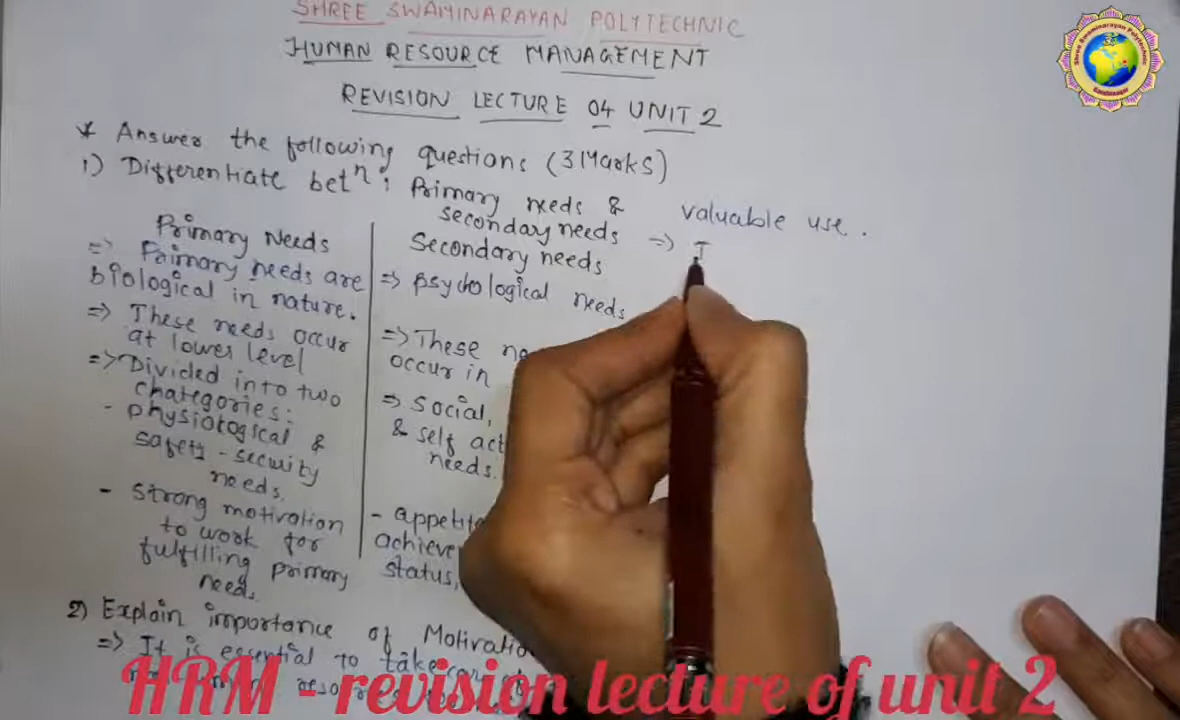 SHREE SWAMINARAYAN POLYTECHNIC
HUMAN RESOURCE MANAGEMENT
REVISION LECTURE 04 UNIT 2
* Answer the following questions (3 Marks)
1) Differentiate betⁿ : Primary needs &
secondary needs
Primary Needs
=> Primary needs are
biological in nature.
=> These needs occur
at lower level
=> Divided into two
chategories:
- physiological &
safety - security
needs.
- Strong motivation
to work for
fulfilling primary
needs.
Secondary needs
=> psychological needs
=> These
occur in
=> Social,
& self
needs.
-
status,
2) Explain importance of
=> It is essential to take
valuable use.
=> I
Shree Swaminarayan Polytechnic
Gandhinagar
HRM - revision lecture of unit 2